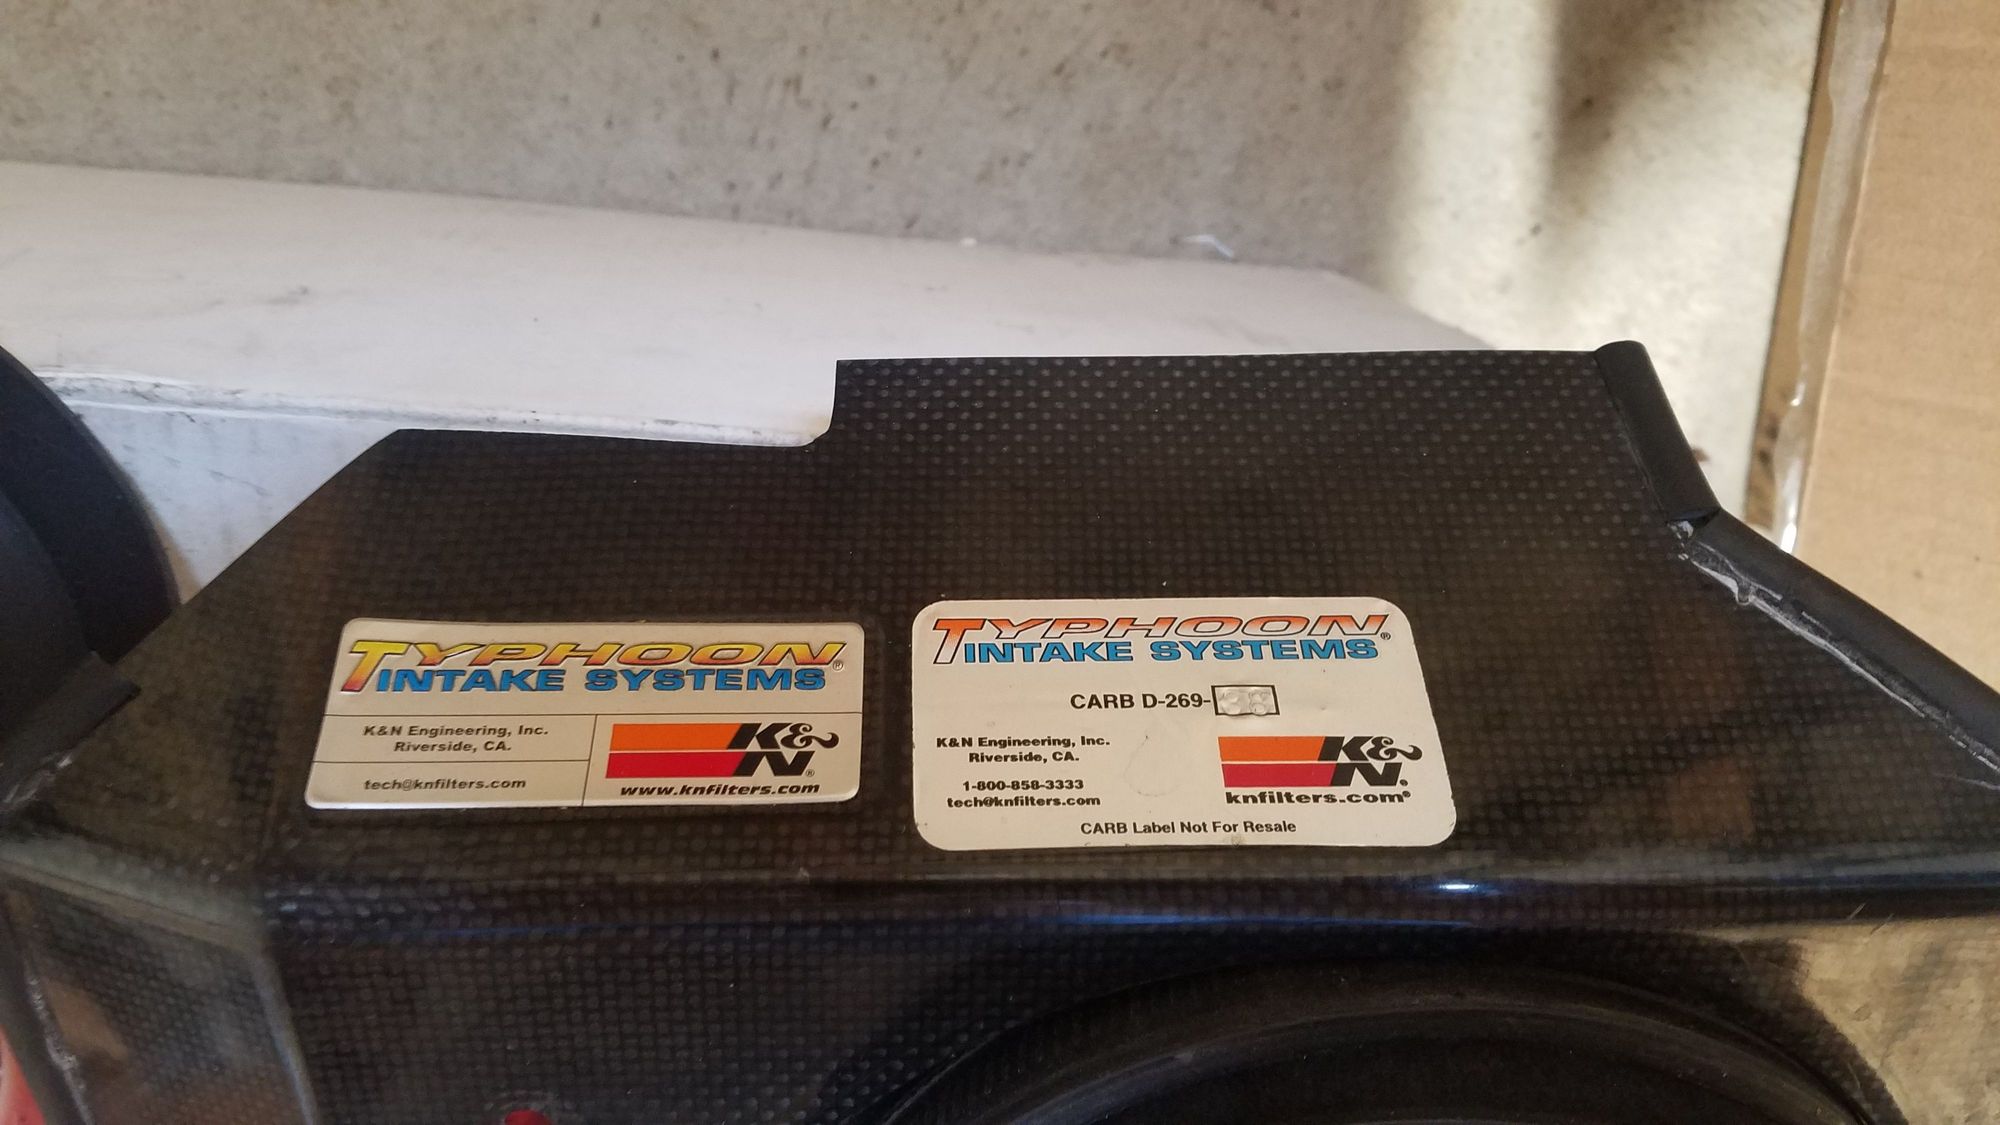 TYPHOON
INTAKE SYSTEMS®
K&N Engineering, Inc.
Riverside, CA.
tech@knfilters.com
K&N®
www.knfilters.com
TYPHOON
INTAKE SYSTEMS®
CARB D-269-
K&N Engineering, Inc.
Riverside, CA.
1-800-858-3333
tech@knfilters.com
K&N®
knfilters.com®
CARB Label Not For Resale